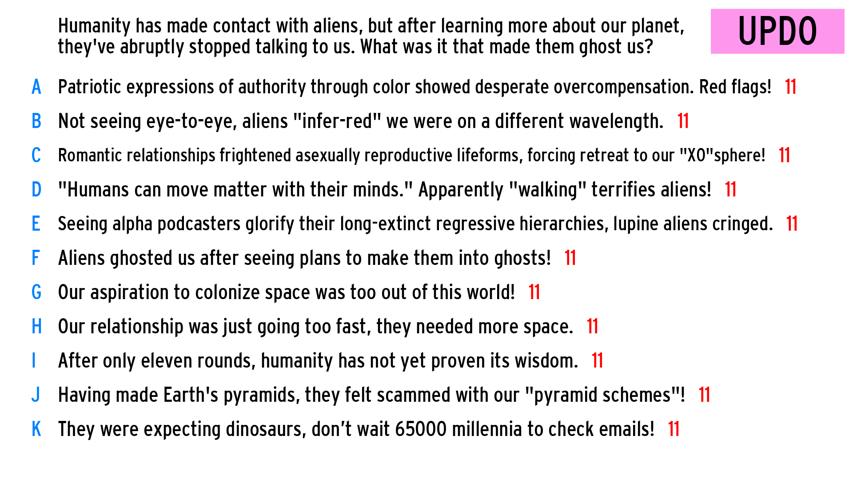 Humanity has made contact with aliens, but after learning more about our planet,
they've abruptly stopped talking to us. What was it that made them ghost us?
UPDO
A Patriotic expressions of authority through color showed desperate overcompensation. Red flags! 11
B Not seeing eye-to-eye, aliens "infer-red" we were on a different wavelength. 11
C Romantic relationships frightened asexually reproductive lifeforms, forcing retreat to our "XO"sphere! 11
D "Humans can move matter with their minds." Apparently "walking" terrifies aliens! 11
E Seeing alpha podcasters glorify their long-extinct regressive hierarchies, lupine aliens cringed. 11
F Aliens ghosted us after seeing plans to make them into ghosts! 11
G Our aspiration to colonize space was too out of this world! 11
H Our relationship was just going too fast, they needed more space. 11
I After only eleven rounds, humanity has not yet proven its wisdom. 11
J Having made Earth's pyramids, they felt scammed with our "pyramid schemes"! 11
K They were expecting dinosaurs, don't wait 65000 millennia to check emails! 11